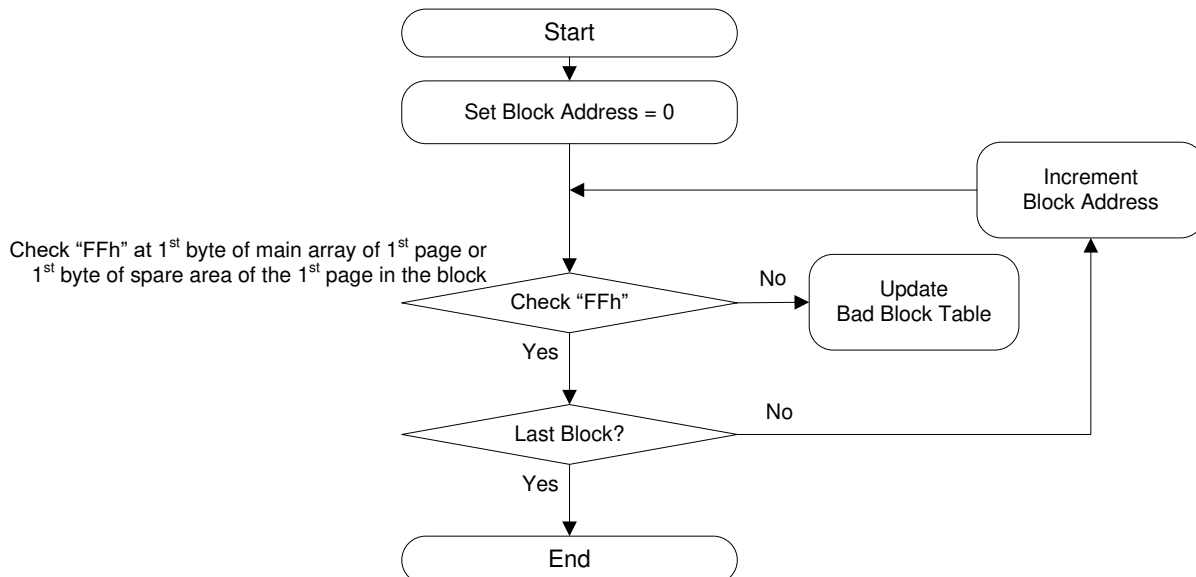 Start
Set Block Address = 0
Increment
Block Address
Check “FFh” at 1st byte of main array of 1st page or
1st byte of spare area of the 1st page in the block
Check “FFh”
No
Update
Bad Block Table
Yes
Last Block?
No
Yes
End